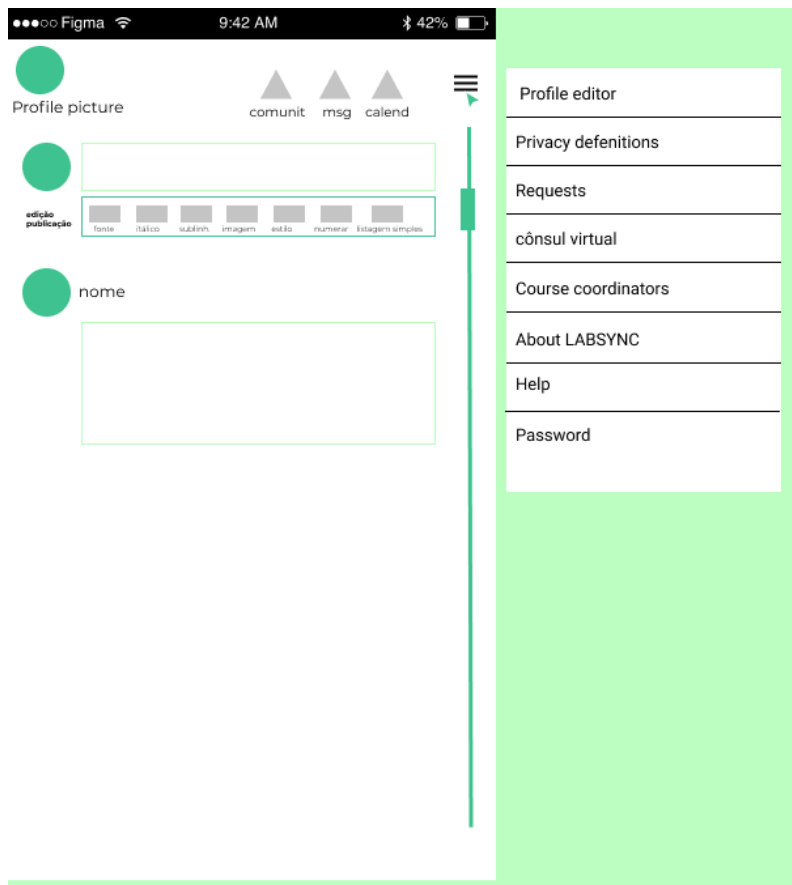 Figma 9:42 AM 42%
Profile picture
comunit msg calend
edição
publicação
fonte itálico sublinh. imagem estilo numerar listagem simples
nome
Profile editor
Privacy defenitions
Requests
cônsul virtual
Course coordinators
About LABSYNC
Help
Password